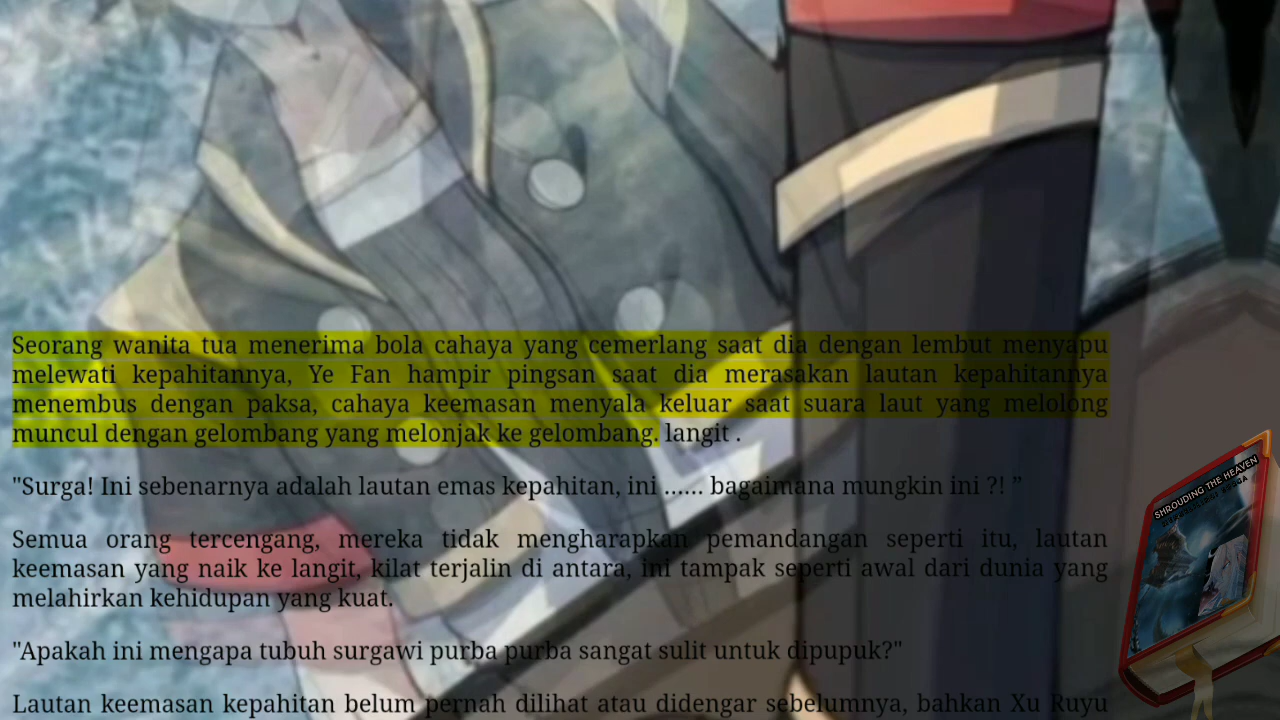 Seorang wanita tua menerima bola cahaya yang cemerlang saat dia dengan lembut menyapu
melewati kepahitannya, Ye Fan hampir pingsan saat dia merasakan lautan kepahitannya
menembus dengan paksa, cahaya keemasan menyala keluar saat suara laut yang melolong
muncul dengan gelombang yang melonjak ke gelombang. langit .
"Surga! Ini sebenarnya adalah lautan emas kepahitan, ini ...... bagaimana mungkin ini ?! ”
Semua orang tercengang, mereka tidak mengharapkan pemandangan seperti itu, lautan
keemasan yang naik ke langit, kilat terjalin di antara, ini tampak seperti awal dari dunia yang
melahirkan kehidupan yang kuat.
"Apakah ini mengapa tubuh surgawi purba purba sangat sulit untuk dipupuk?"
Lautan keemasan kepahitan belum pernah dilihat atau didengar sebelumnya, bahkan Xu Ruyu
SHROUDING THE HEAVEN